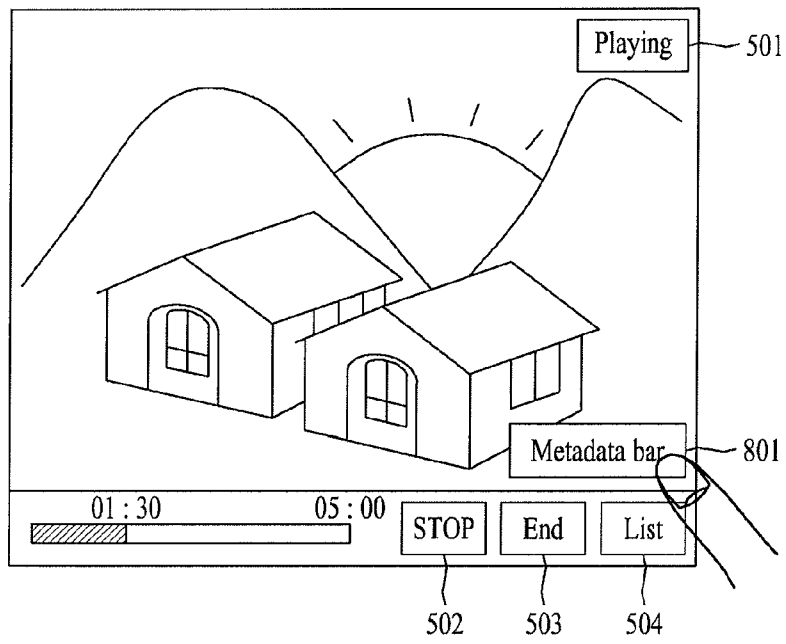 Playing 501
Metadata bar 801
01 : 30 05 : 00
STOP End List
502 503 504